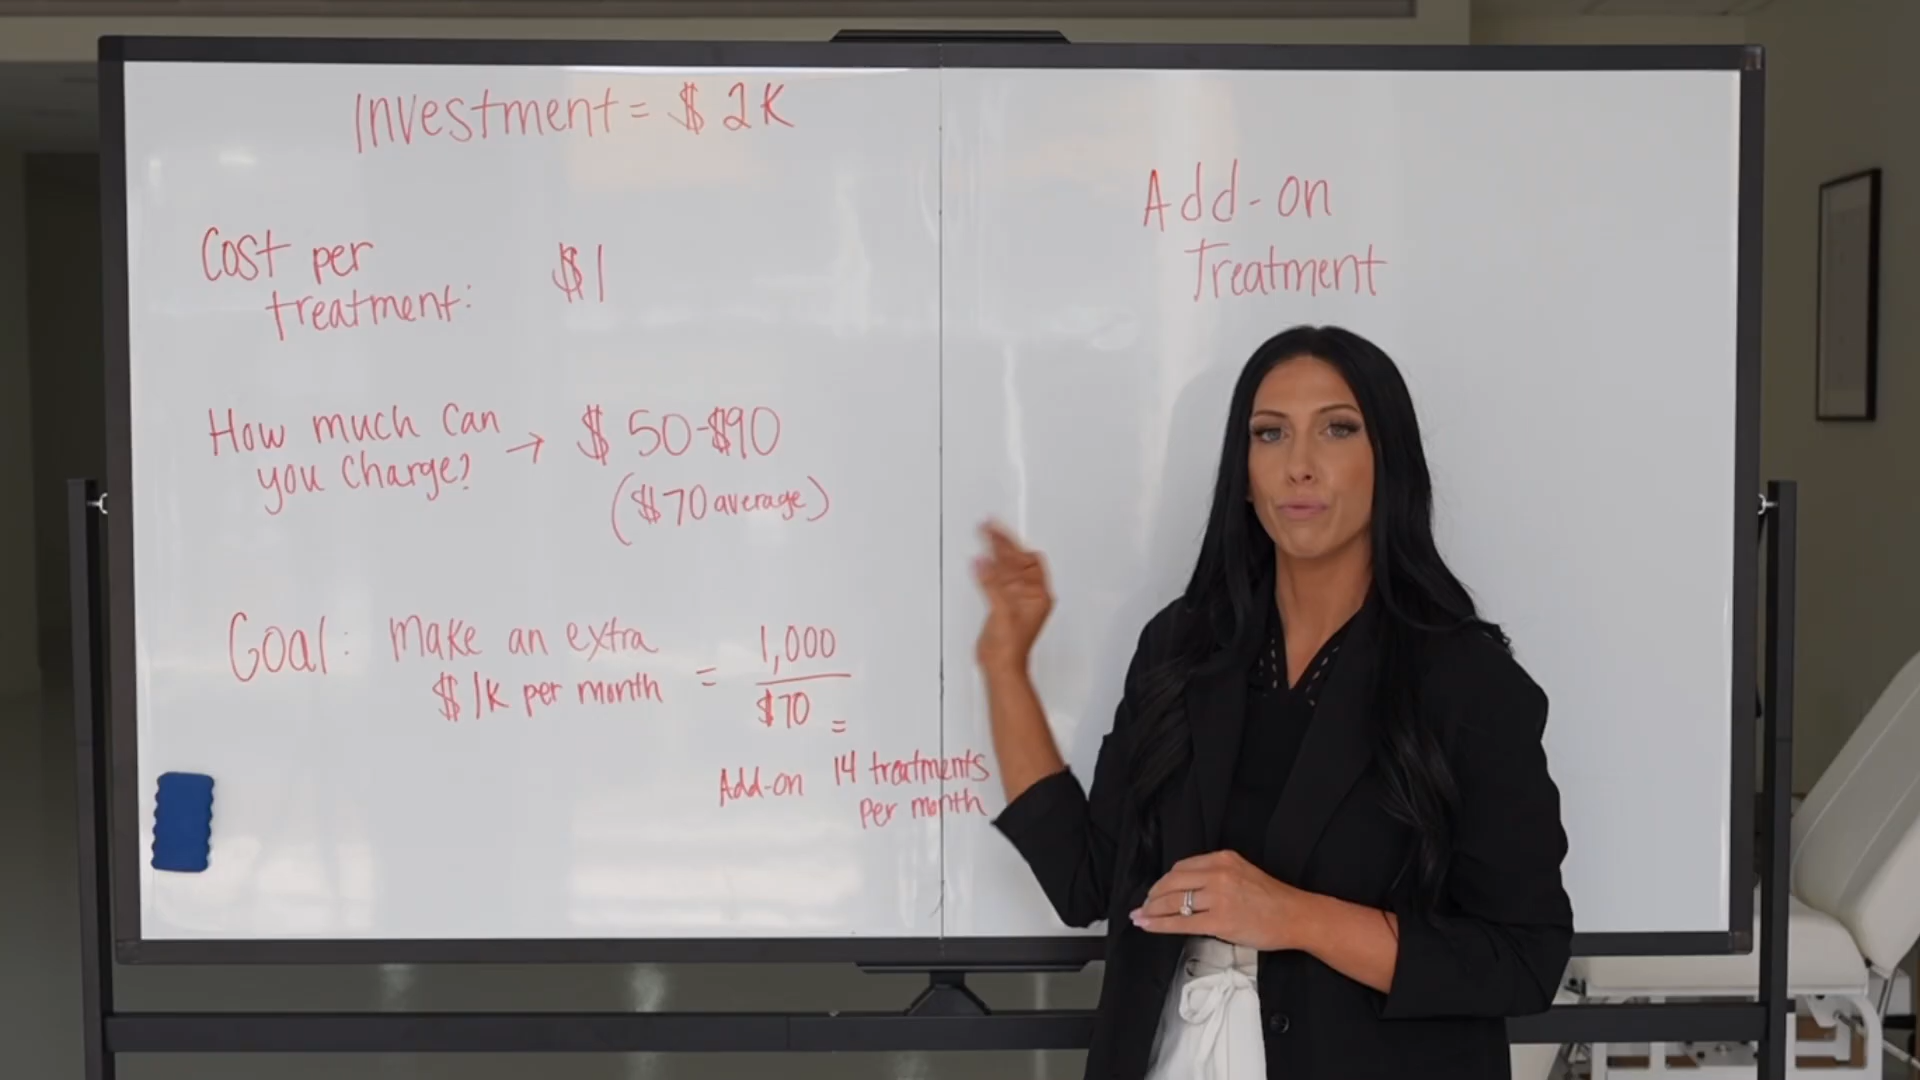 Investment = $ 2K
Cost per
treatment: $1
How much can
you charge? → $ 50-$90
($70 average)
Goal: Make an extra
$1K per month = 1,000
$70 =
Add-on 14 treatments
per month
Add-on
Treatment